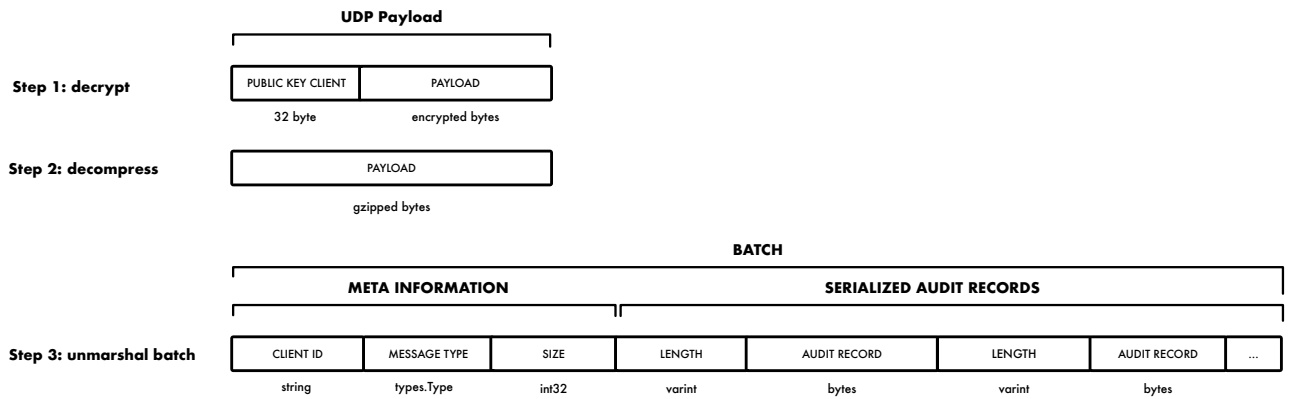 UDP Payload
Step 1: decrypt
PUBLIC KEY CLIENT
PAYLOAD
32 byte
encrypted bytes
Step 2: decompress
PAYLOAD
gzipped bytes
BATCH
META INFORMATION
SERIALIZED AUDIT RECORDS
Step 3: unmarshal batch
CLIENT ID
MESSAGE TYPE
SIZE
LENGTH
AUDIT RECORD
LENGTH
AUDIT RECORD
...
string
types.Type
int32
varint
bytes
varint
bytes